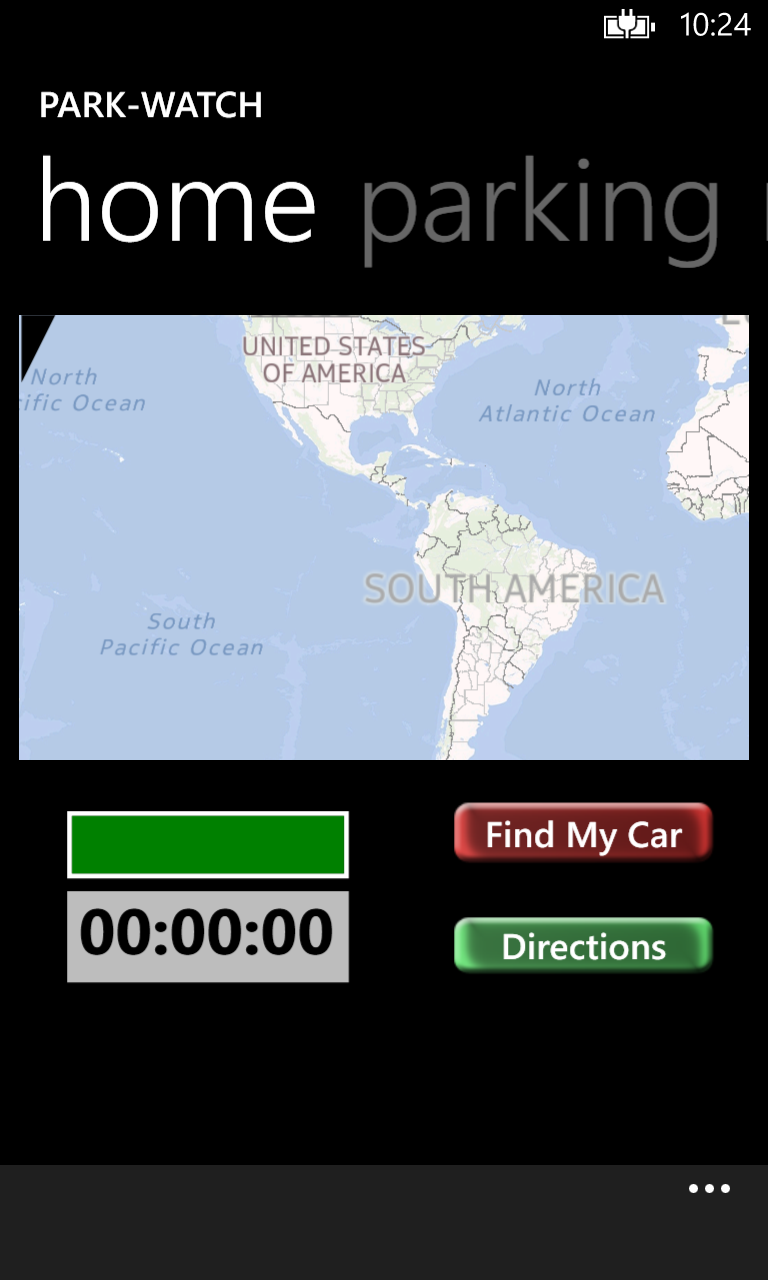 10:24
PARK-WATCH
home parking
UNITED STATES
OF AMERICA
North
ific Ocean
North
Atlantic Ocean
SOUTH AMERICA
South
Pacific Ocean
Find My Car
00:00:00
Directions